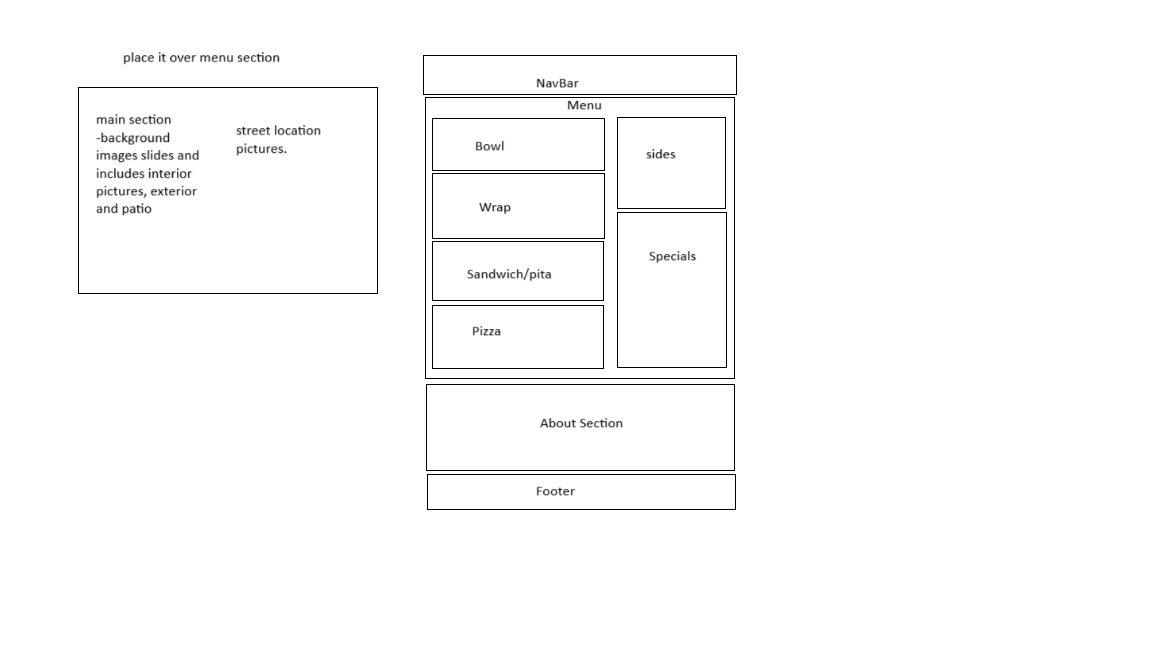 place it over menu section
main section
-background
images slides and
includes interior
pictures, exterior
and patio
street location
pictures.
NavBar
Menu
Bowl
Wrap
Sandwich/pita
Pizza
sides
Specials
About Section
Footer